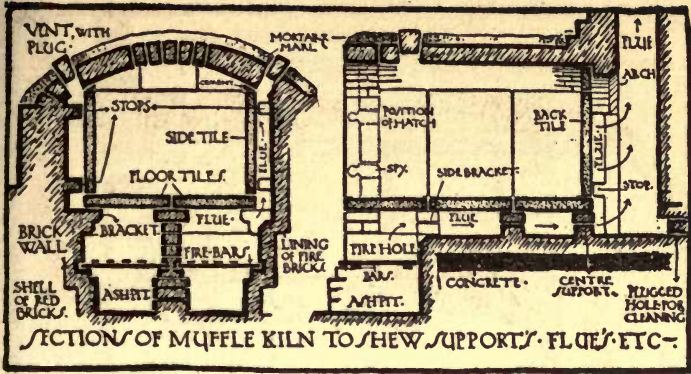 VENT, WITH
PLUG.
MORTAR &
MARL.
CEMENT.
STOPS
SIDE TILE
FLUE.
FLOOR TILES.
BRACKET.
FLUE.
BRICK
WALL
FIRE-BARS.
LINING
OF FIRE
BRICKS
SHELL
OF RED
BRICKS.
ASHPIT.
FLUE
ARCH
POSITION
OF HATCH
BACK
TILE
FLUE.
SPY.
SIDE BRACKET.
STOP.
FLUE
FIRE HOLE
BARS.
ASHPIT.
CONCRETE.
CENTRE
SUPPORT.
PLUGGED
HOLE FOR
CLEANING
SECTIONS OF MUFFLE KILN TO SHEW, SUPPORTS. FLUES. ETC—